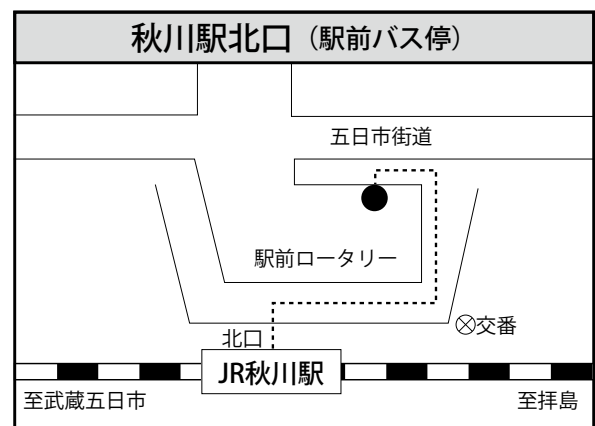 秋川駅北口（駅前バス停）
五日市街道
駅前ロータリー
交番
北口
JR秋川駅
至武蔵五日市
至拝島